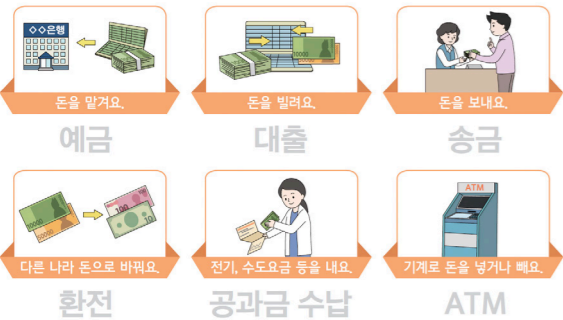 ◇◇은행
돈을 맡겨요.
예금
돈을 빌려요.
대출
돈을 보내요.
송금
다른 나라 돈으로 바꿔요.
환전
전기, 수도요금 등을 내요.
공과금 수납
ATM
기계로 돈을 넣거나 빼요.
ATM